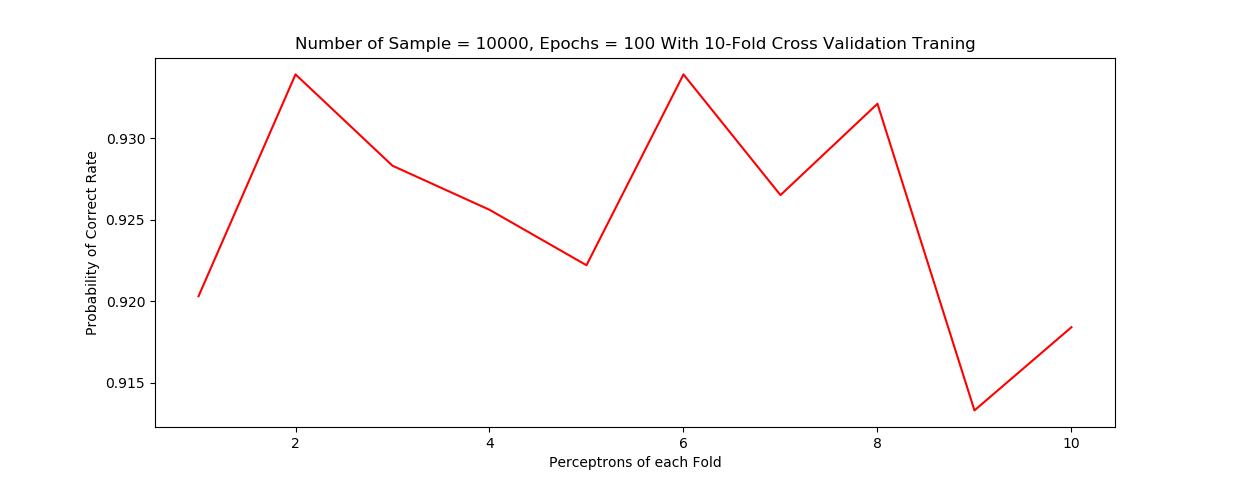 Number of Sample = 10000, Epochs = 100 With 10-Fold Cross Validation Traning
Probability of Correct Rate
0.930
0.925
0.920
0.915
2 4 6 8 10
Perceptrons of each Fold